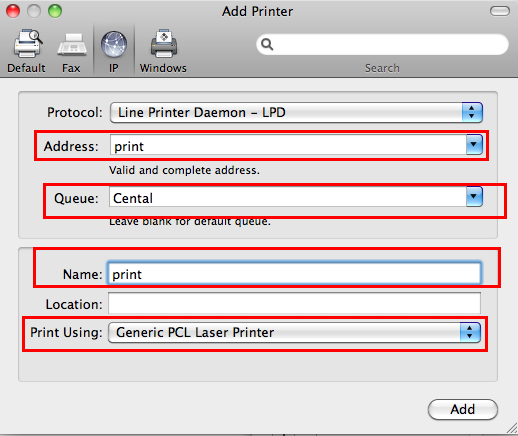 Add Printer
Default Fax IP Windows Search
Protocol: Line Printer Daemon – LPD
Address: print
Valid and complete address.
Queue: Cental
Leave blank for default queue.
Name: print
Location:
Print Using: Generic PCL Laser Printer
Add